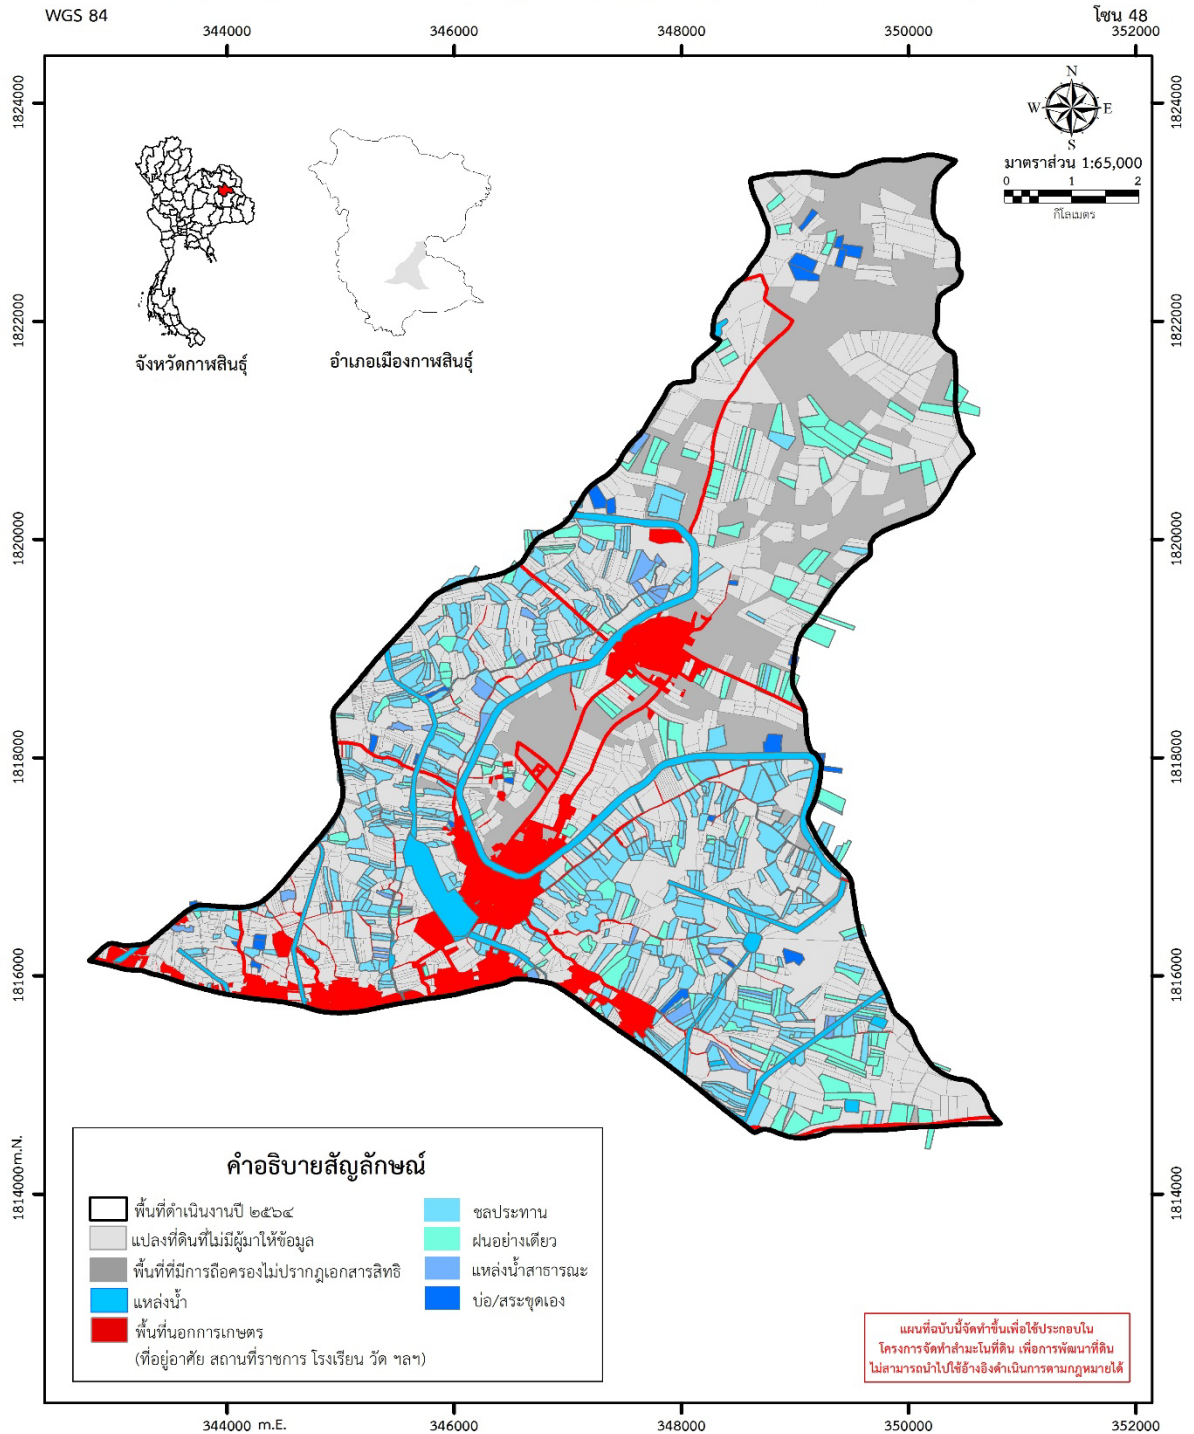 WGS 84
โซน 48
344000
346000
348000
350000
352000
1824000
1822000
1820000
1818000
1816000
1814000 m.N.
N
W
E
S
มาตราส่วน 1:65,000
0 1 2
กิโลเมตร
จังหวัดกาฬสินธุ์
อำเภอเมืองกาฬสินธุ์
1824000
1822000
1820000
1818000
1816000
1814000
คำอธิบายสัญลักษณ์
พื้นที่ดำเนินงานปี ๒๕๖๔
แปลงที่ดินที่ไม่มีผู้มาให้ข้อมูล
พื้นที่ที่มีการถือครองไม่ปรากฏเอกสารสิทธิ
แหล่งน้ำ
พื้นที่นอกการเกษตร
(ที่อยู่อาศัย สถานที่ราชการ โรงเรียน วัด ฯลฯ)
ชลประทาน
ฝนอย่างเดียว
แหล่งน้ำสาธารณะ
บ่อ/สระขุดเอง
แผนที่ฉบับนี้จัดทำขึ้นเพื่อใช้ประกอบใน
โครงการจัดทำสำมะโนที่ดิน เพื่อการพัฒนาที่ดิน
ไม่สามารถนำไปใช้อ้างอิงดำเนินการตามกฎหมายได้
344000 m.E.
346000
348000
350000
352000